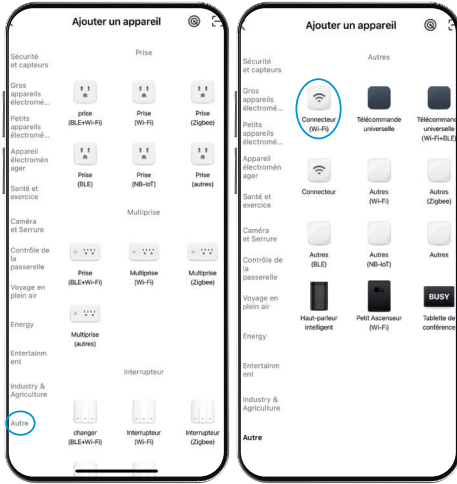 Ajouter un appareil
Sécurité
et capteurs
Gros
appareils
électromé...
Petits
appareils
électromé...
Appareil
électromén
ager
Santé et
exercice
Caméra
et Serrure
Contrôle de
la
passerelle
Voyage en
plein air
Energy
Entertainm
ent
Industry &
Agriculture
Autre
Prise
prise
(BLE+Wi-Fi)
Prise
(Wi-Fi)
Prise
(Zigbee)
Prise
(BLE)
Prise
(NB-IoT)
Prise
(autres)
Multiprise
Prise
(BLE+Wi-Fi)
Multiprise
(Wi-Fi)
Multiprise
(Zigbee)
Multiprise
(autres)
Interrupteur
changer
(BLE+Wi-Fi)
Interrupteur
(Wi-Fi)
Interrupteur
(Zigbee)
Ajouter un appareil
Sécurité
et capteurs
Gros
appareils
électromé...
Petits
appareils
électromé...
Appareil
électromén
ager
Santé et
exercice
Caméra
et Serrure
Contrôle de
la
passerelle
Voyage en
plein air
Energy
Entertainm
ent
Industry &
Agriculture
Autre
Autres
Connecteur
(Wi-Fi)
Télécommande
universelle
Télécommande
universelle
(Wi-Fi+BLE)
Connecteur
Autres
(Wi-Fi)
Autres
(Zigbee)
Autres
(BLE)
Autres
(NB-IoT)
Autres
Haut-parleur
intelligent
Petit Ascenseur
(Wi-Fi)
BUSY
Tablette de
conférence